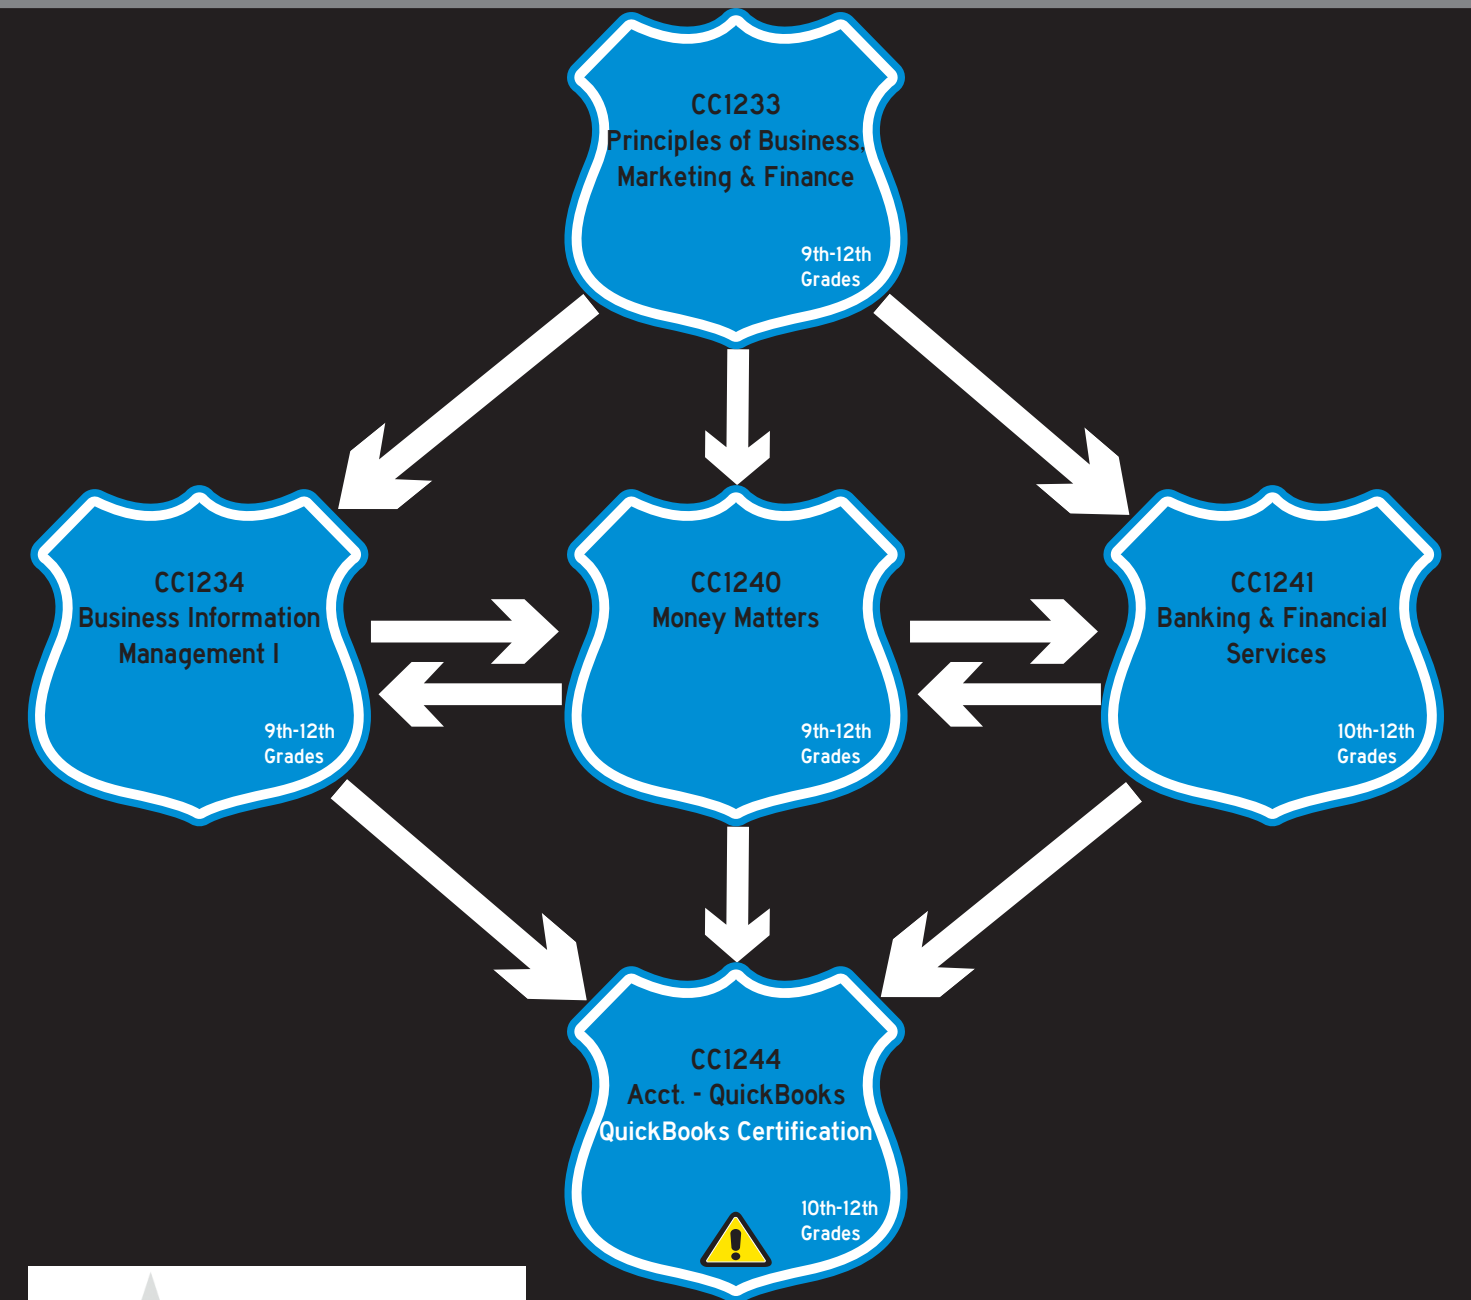 CC1233
Principles of Business,
Marketing & Finance
9th-12th
Grades
CC1234
Business Information
Management I
9th-12th
Grades
CC1240
Money Matters
9th-12th
Grades
CC1241
Banking & Financial
Services
10th-12th
Grades
CC1244
Acct. - QuickBooks
QuickBooks Certification
10th-12th
Grades